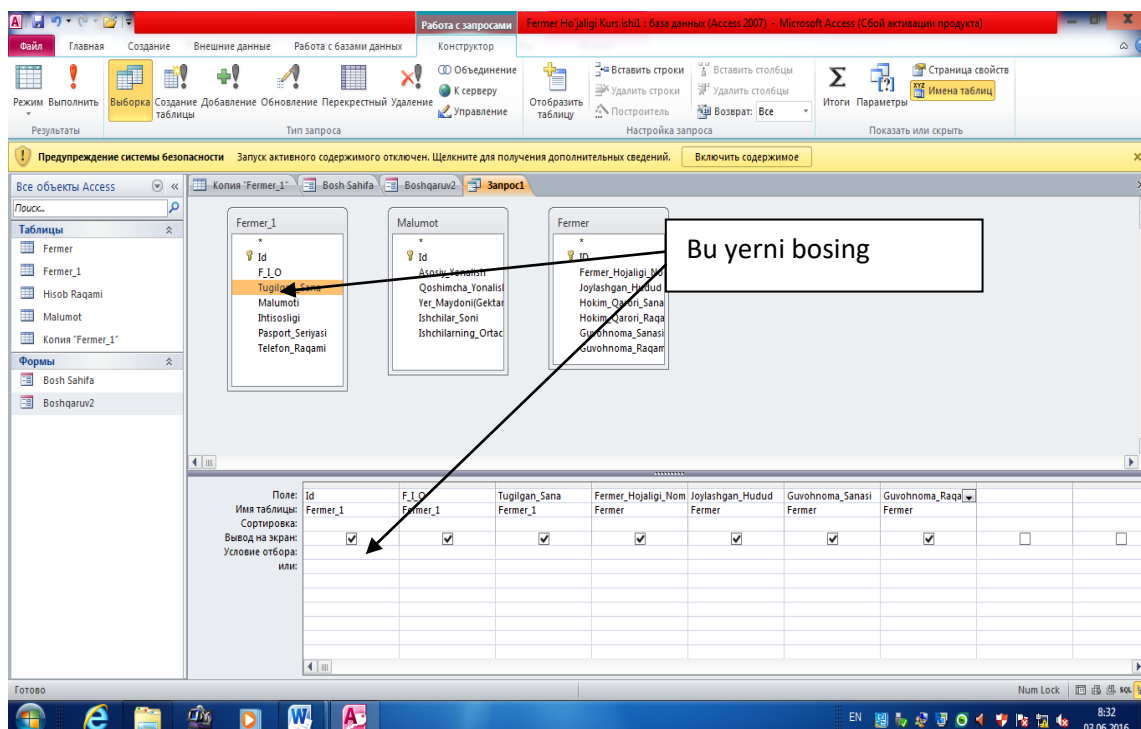 Работа с запросами
Fermer Ho'jaligi Kurs ishi1 : база данных (Access 2007) - Microsoft Access (Сбой активации продукта)
Файл Главная Создание Внешние данные Работа с базами данных Конструктор
Режим Выполнить Выборка Создание таблицы Добавление Обновление Перекрестный Удаление
Объединение
К серверу
Управление
Отобразить таблицу
Вставить строки
Удалить строки
Построитель
Вставить столбцы
Удалить столбцы
Возврат: Все
Итоги Параметры
Страница свойств
Имена таблиц
Результаты Тип запроса Настройка запроса Показать или скрыть
Предупреждение системы безопасности Запуск активного содержимого отключен. Щелкните для получения дополнительных сведений. Включить содержимое
Все объекты Access
Копия "Fermer_1" Bosh Sahifa Boshqaruv2 Запрос1
Поиск...
Таблицы
Fermer
Fermer_1
Hisob Raqami
Malumot
Копия "Fermer_1"
Формы
Bosh Sahifa
Boshqaruv2
Fermer_1
*
Id
F_I_O
Tugilgan_Sana
Malumoti
Ihtisosligi
Pasport_Seriyasi
Telefon_Raqami
Malumot
*
Id
Asosiy_Yonalish
Qoshimcha_Yonalisl
Yer_Maydoni(Gektar
Ishchilar_Soni
Ishchilarning_Ortac
Fermer
*
ID
Fermer_Hojaligi_No
Joylashgan_Hudud
Hokim_Qarori_Sana
Hokim_Qarori_Raqa
Guvohnoma_Sanasi
Guvohnoma_Raqam
Bu yerni bosing
Поле: Id F_I_O Tugilgan_Sana Fermer_Hojaligi_Nom Joylashgan_Hudud Guvohnoma_Sanasi Guvohnoma_Raqa
Имя таблицы: Fermer_1 Fermer_1 Fermer_1 Fermer Fermer Fermer Fermer
Сортировка:
Вывод на экран:
Условие отбора:
или:
Готово
Num Lock
SQL
EN
8:32
03.06.2016